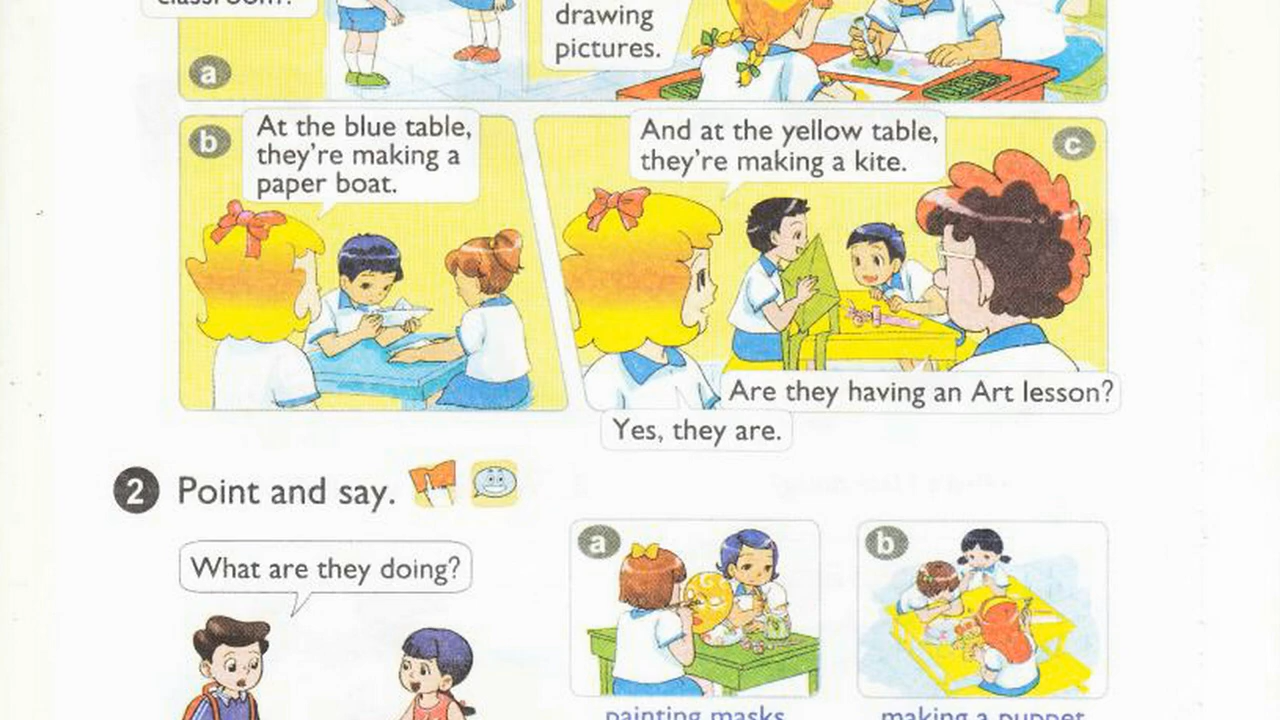 classroom?
drawing
pictures.
a
b
At the blue table,
they're making a
paper boat.
And at the yellow table,
they're making a kite.
c
Are they having an Art lesson?
Yes, they are.
2 Point and say.
What are they doing?
a
b
painting masks
making a puppet